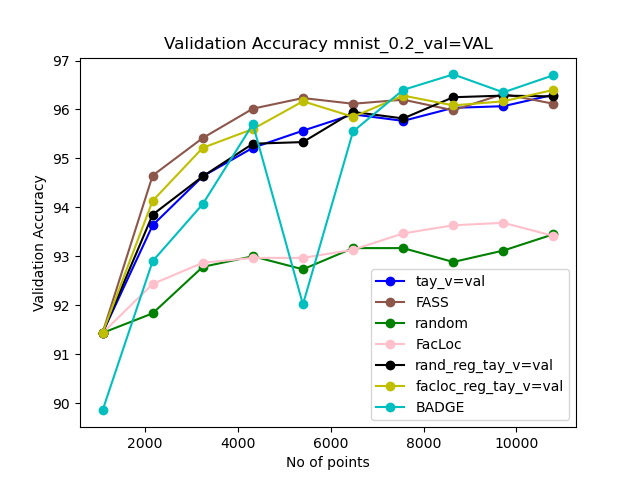 Validation Accuracy mnist_0.2_val=VAL
97
96
95
94
93
92
91
90
Validation Accuracy
2000
4000
6000
8000
10000
No of points
tay_v=val
FASS
random
FacLoc
rand_reg_tay_v=val
facloc_reg_tay_v=val
BADGE